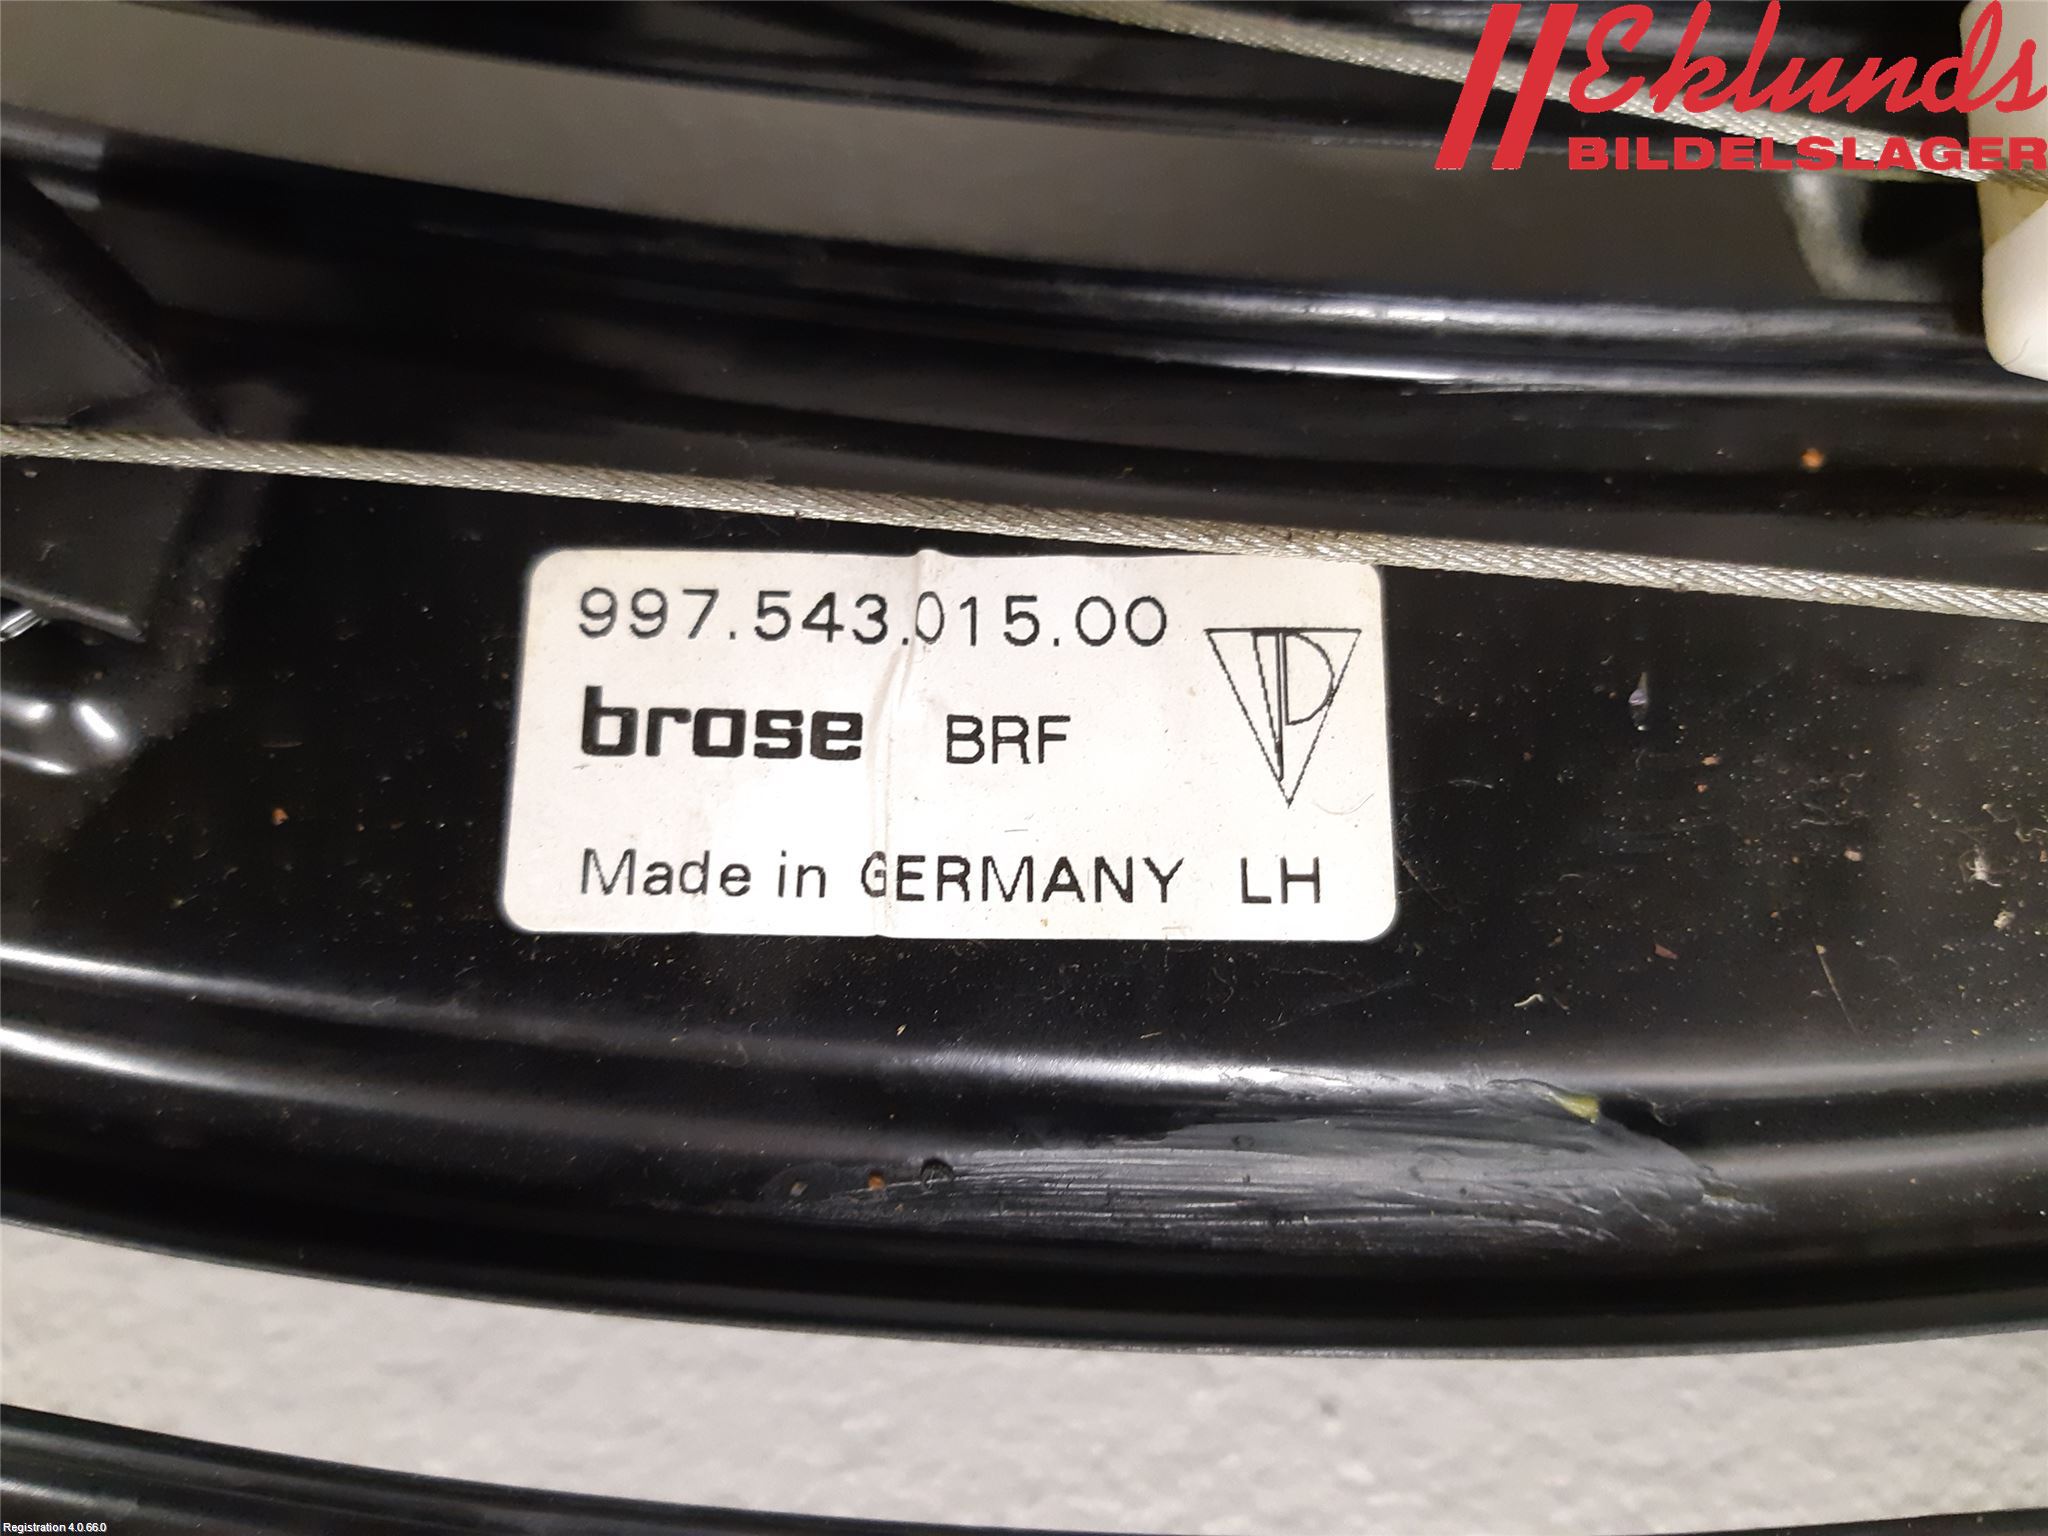 Eklunds
BILDELSLAGER
997.543.015.00
brose BRF
Made in GERMANY LH
Registration 4.0.66.0